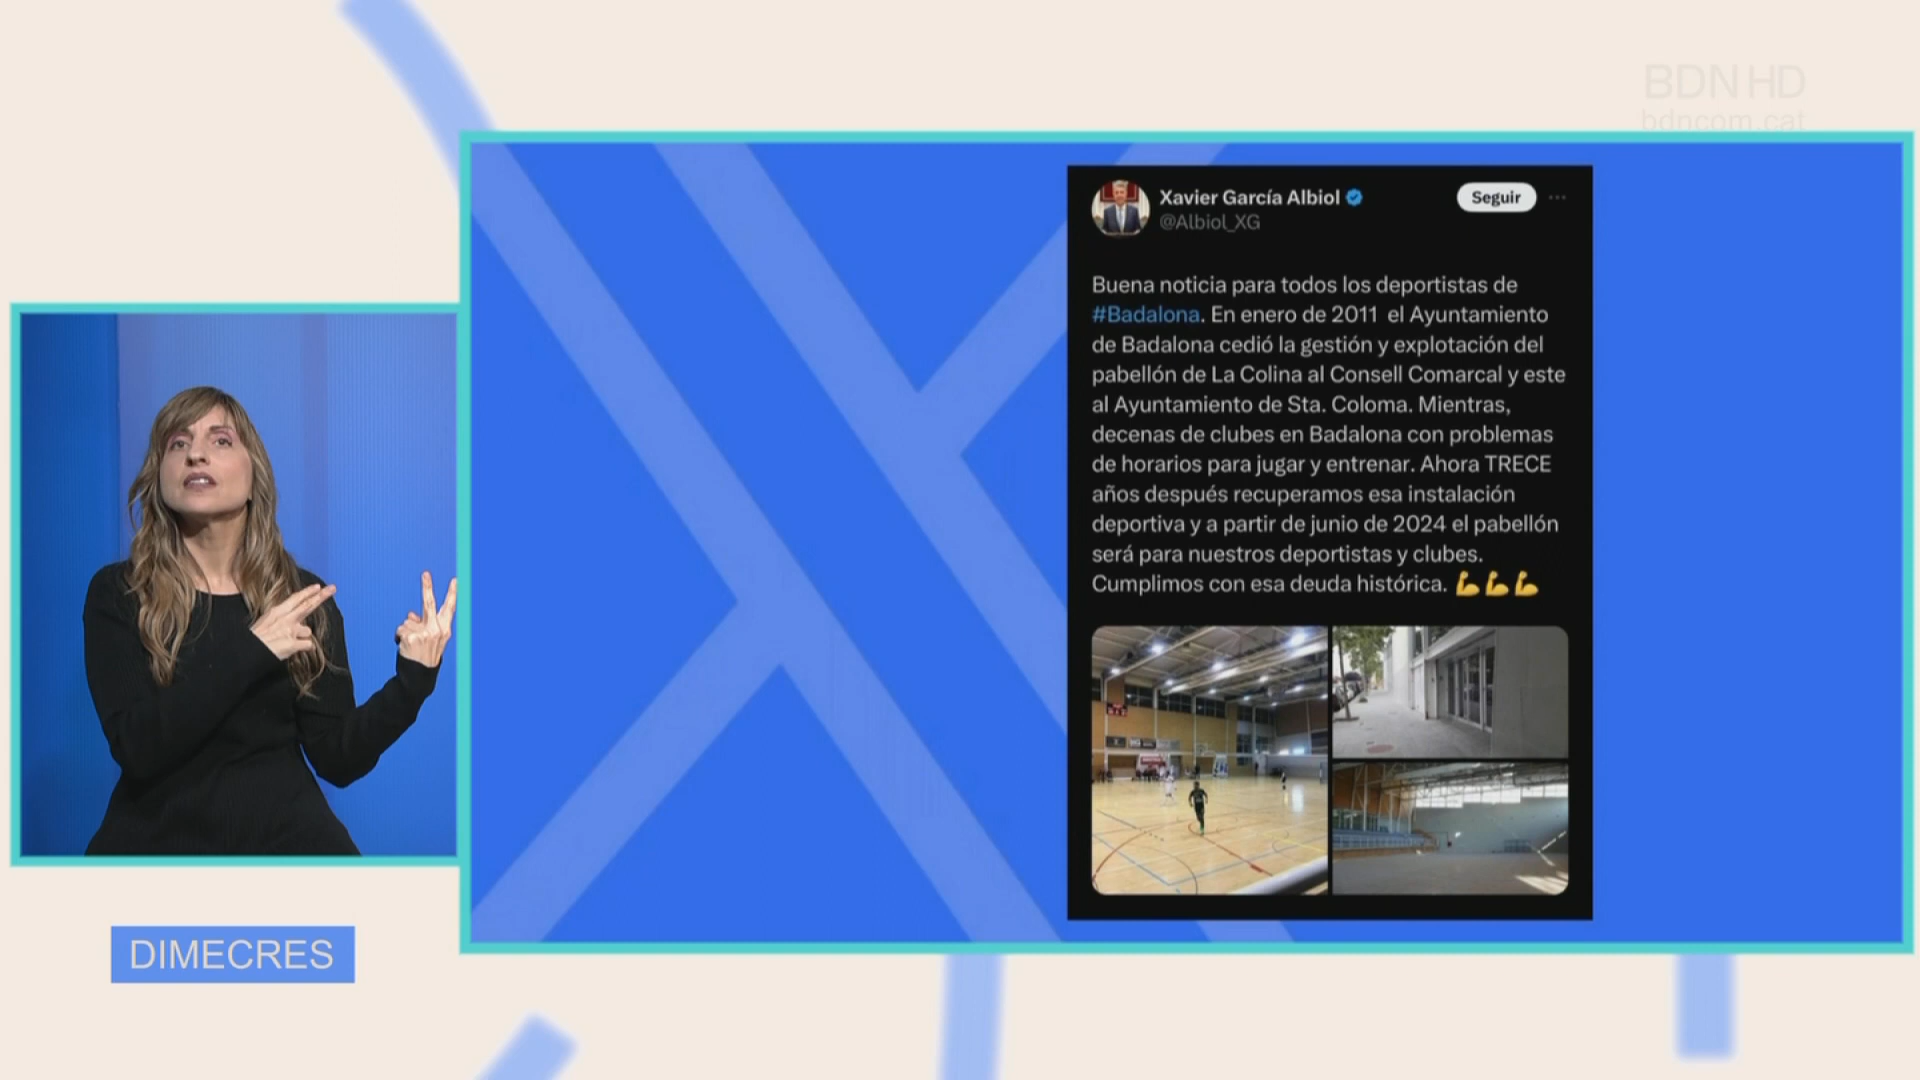 BDN HD
bdncom.cat
Xavier García Albiol
Seguir
@Albiol_XG
Buena noticia para todos los deportistas de
#Badalona. En enero de 2011 el Ayuntamiento
de Badalona cedió la gestión y explotación del
pabellón de La Colina al Consell Comarcal y este
al Ayuntamiento de Sta. Coloma. Mientras,
decenas de clubes en Badalona con problemas
de horarios para jugar y entrenar. Ahora TRECE
años después recuperamos esa instalación
deportiva y a partir de junio de 2024 el pabellón
será para nuestros deportistas y clubes.
Cumplimos con esa deuda histórica. 💪💪💪
DIMECRES